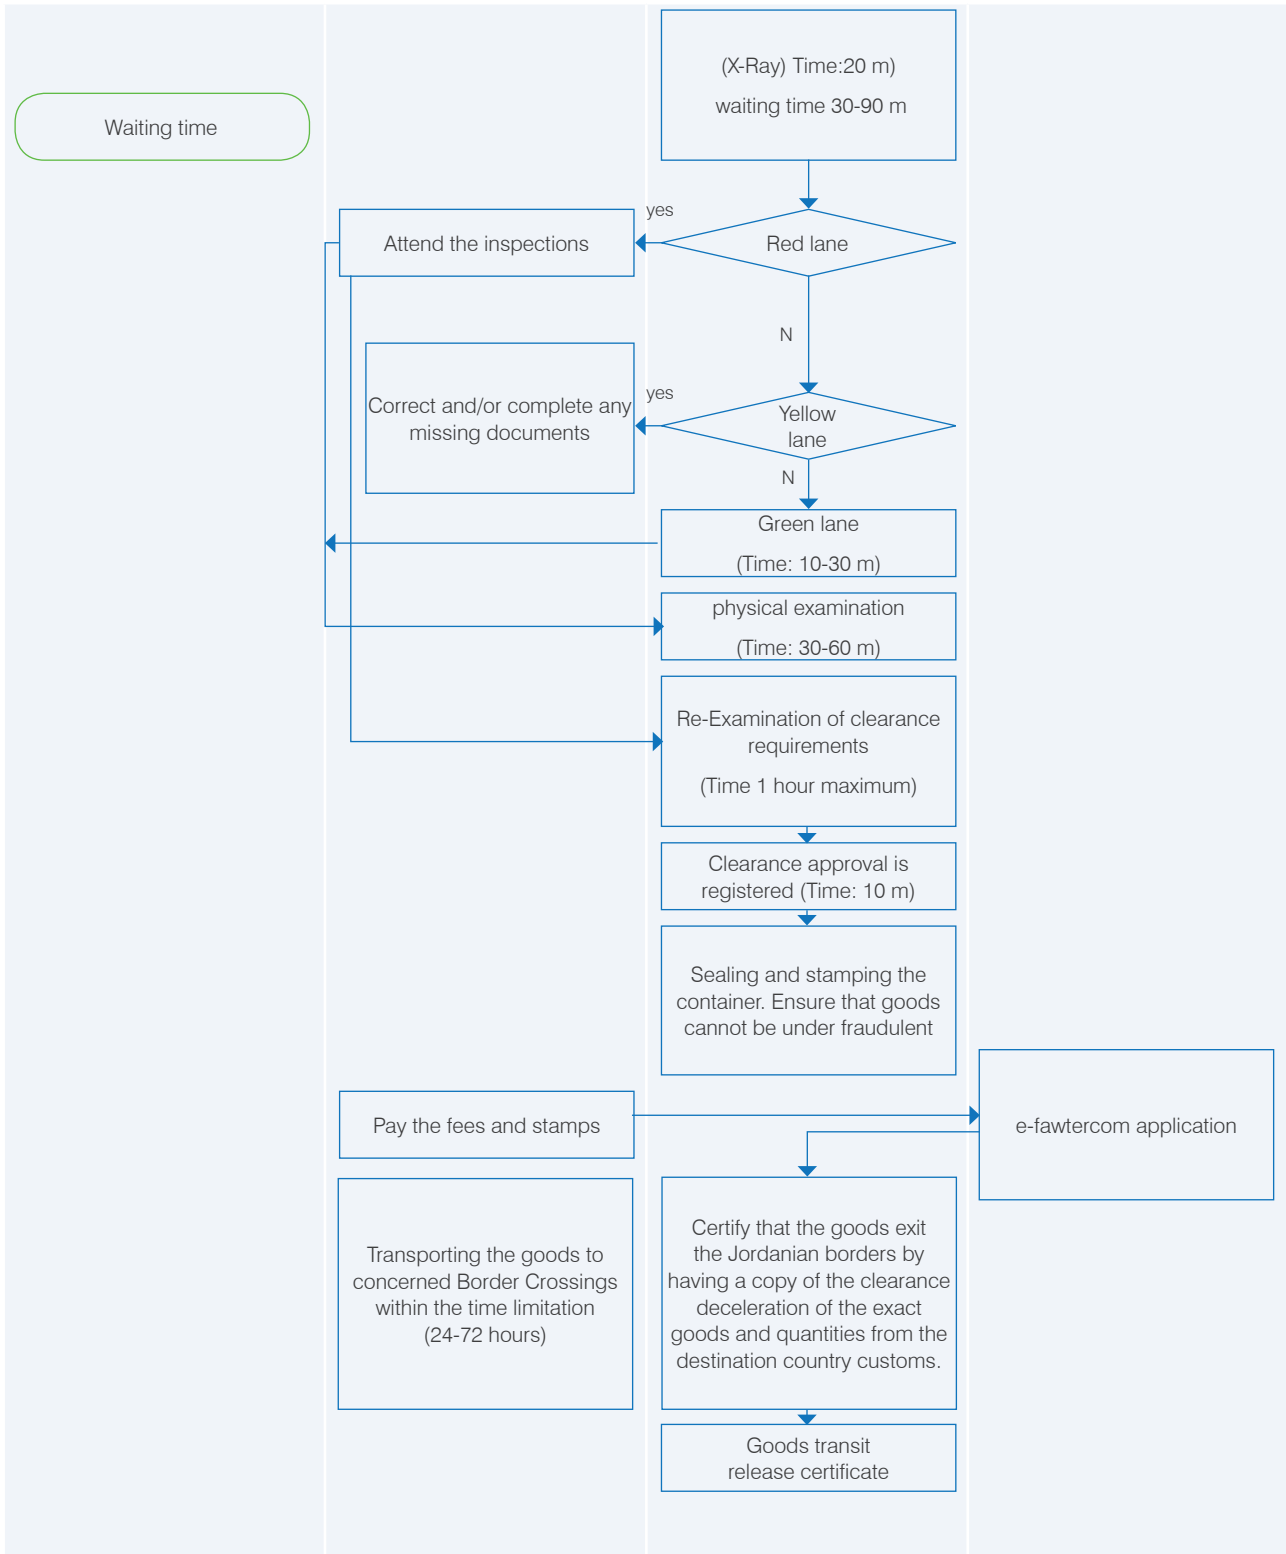 (X-Ray) Time:20 m)
waiting time 30-90 m
Waiting time
yes
Attend the inspections
Red lane
N
yes
Correct and/or complete any
missing documents
Yellow
lane
N
Green lane
(Time: 10-30 m)
physical examination
(Time: 30-60 m)
Re-Examination of clearance
requirements
(Time 1 hour maximum)
Clearance approval is
registered (Time: 10 m)
Sealing and stamping the
container. Ensure that goods
cannot be under fraudulent
Pay the fees and stamps
e-fawtercom application
Transporting the goods to
concerned Border Crossings
within the time limitation
(24-72 hours)
Certify that the goods exit
the Jordanian borders by
having a copy of the clearance
deceleration of the exact
goods and quantities from the
destination country customs.
Goods transit
release certificate